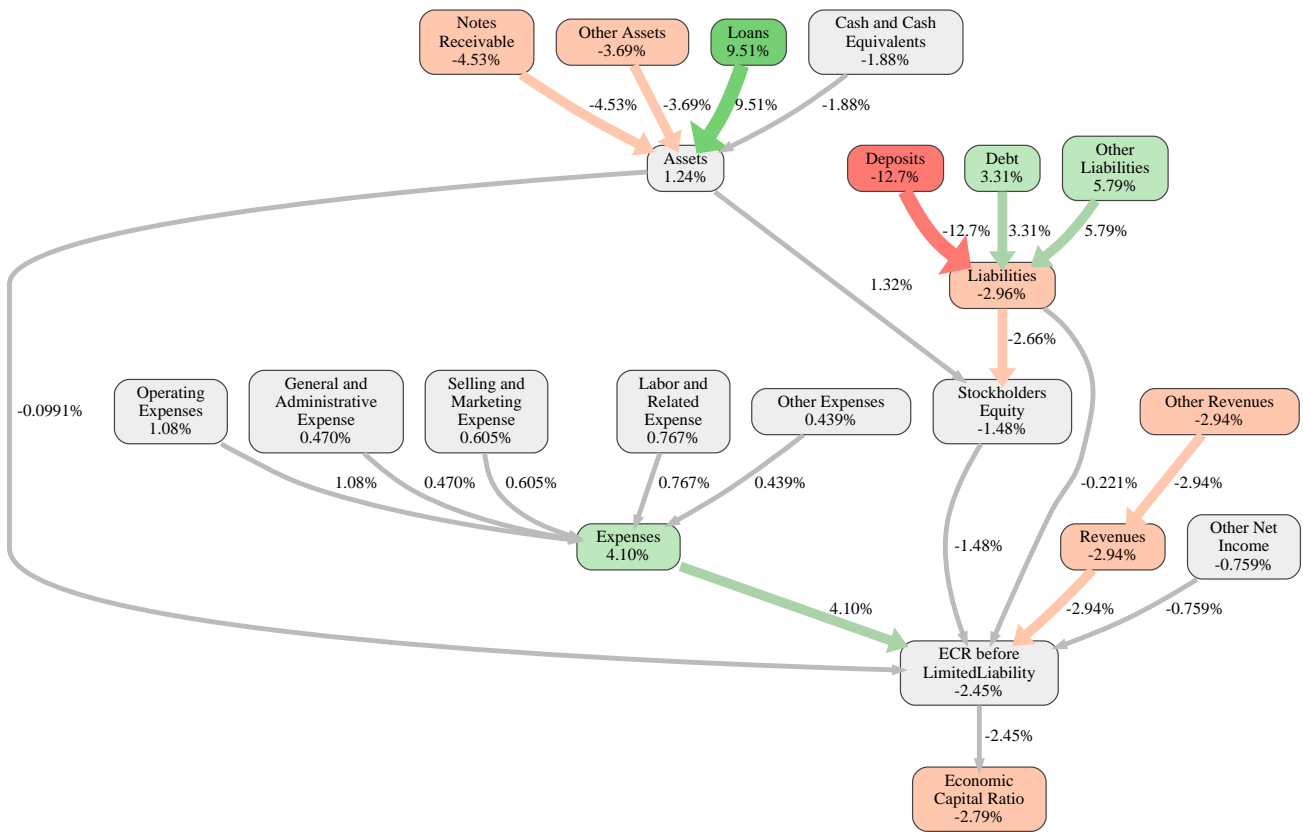 Notes
Receivable
-4.53%
Other Assets
-3.69%
Loans
9.51%
Cash and Cash
Equivalents
-1.88%
-4.53%
-3.69%
9.51%
-1.88%
Assets
1.24%
Deposits
-12.7%
Debt
3.31%
Other
Liabilities
5.79%
-12.7%
3.31%
5.79%
Liabilities
-2.96%
1.32%
-2.66%
-0.0991%
Operating
Expenses
1.08%
General and
Administrative
Expense
0.470%
Selling and
Marketing
Expense
0.605%
Labor and
Related
Expense
0.767%
Other Expenses
0.439%
Stockholders
Equity
-1.48%
Other Revenues
-2.94%
1.08%
0.470%
0.605%
0.767%
0.439%
-0.221%
-2.94%
Expenses
4.10%
-1.48%
Revenues
-2.94%
Other Net
Income
-0.759%
4.10%
-2.94%
-0.759%
ECR before
LimitedLiability
-2.45%
-2.45%
Economic
Capital Ratio
-2.79%